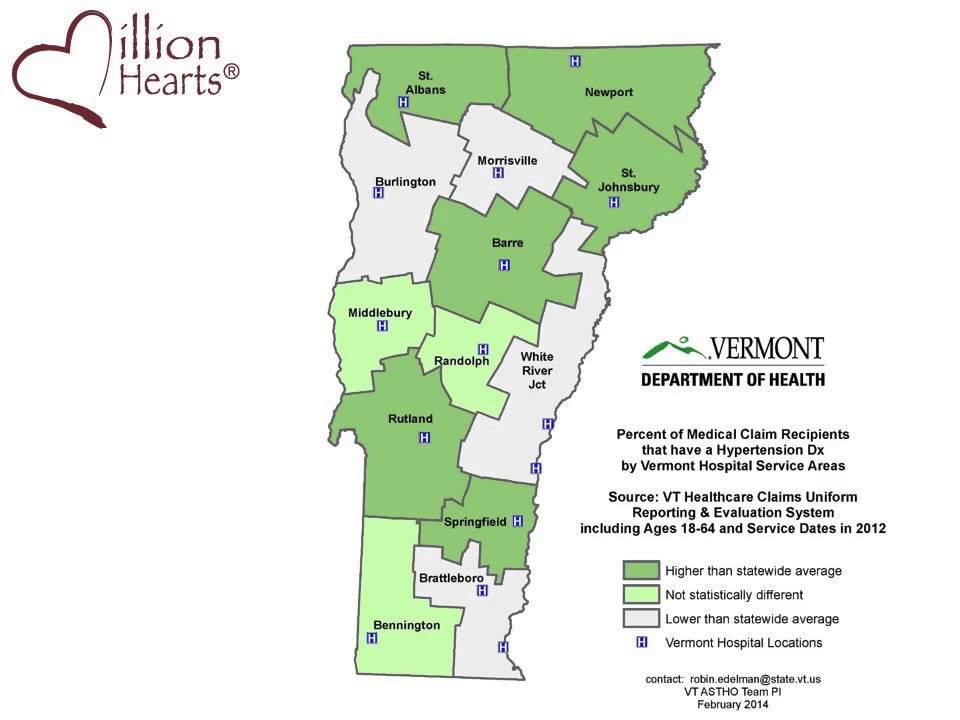 Million
Hearts®
St.
Albans
H
H
Newport
Morrisville
H
St.
Johnsbury
H
Burlington
H
Barre
H
Middlebury
H
H
Randolph
White
River
Jct
Rutland
H
H
H
Springfield H
Brattleboro
H
Bennington
H
H
VERMONT
DEPARTMENT OF HEALTH
Percent of Medical Claim Recipients
that have a Hypertension Dx
by Vermont Hospital Service Areas
Source: VT Healthcare Claims Uniform
Reporting & Evaluation System
including Ages 18-64 and Service Dates in 2012
Higher than statewide average
Not statistically different
Lower than statewide average
H Vermont Hospital Locations
contact: robin.edelman@state.vt.us
VT ASTHO Team PI
February 2014